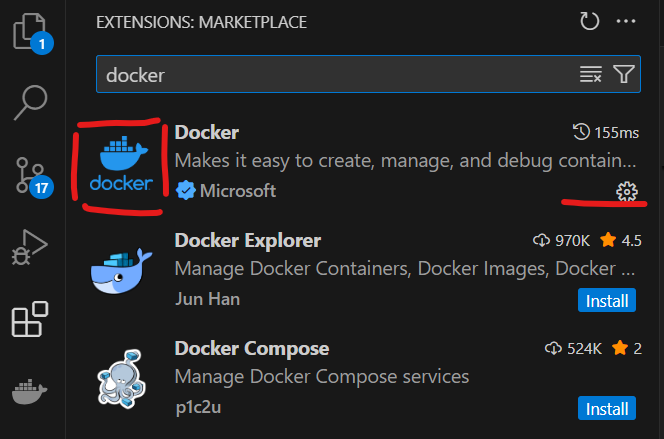 EXTENSIONS: MARKETPLACE
1
docker
17
docker
Docker
155ms
Makes it easy to create, manage, and debug contain...
Microsoft
Docker Explorer
970K 4.5
Manage Docker Containers, Docker Images, Docker ...
Jun Han
Install
Docker Compose
524K 2
Manage Docker Compose services
p1c2u
Install